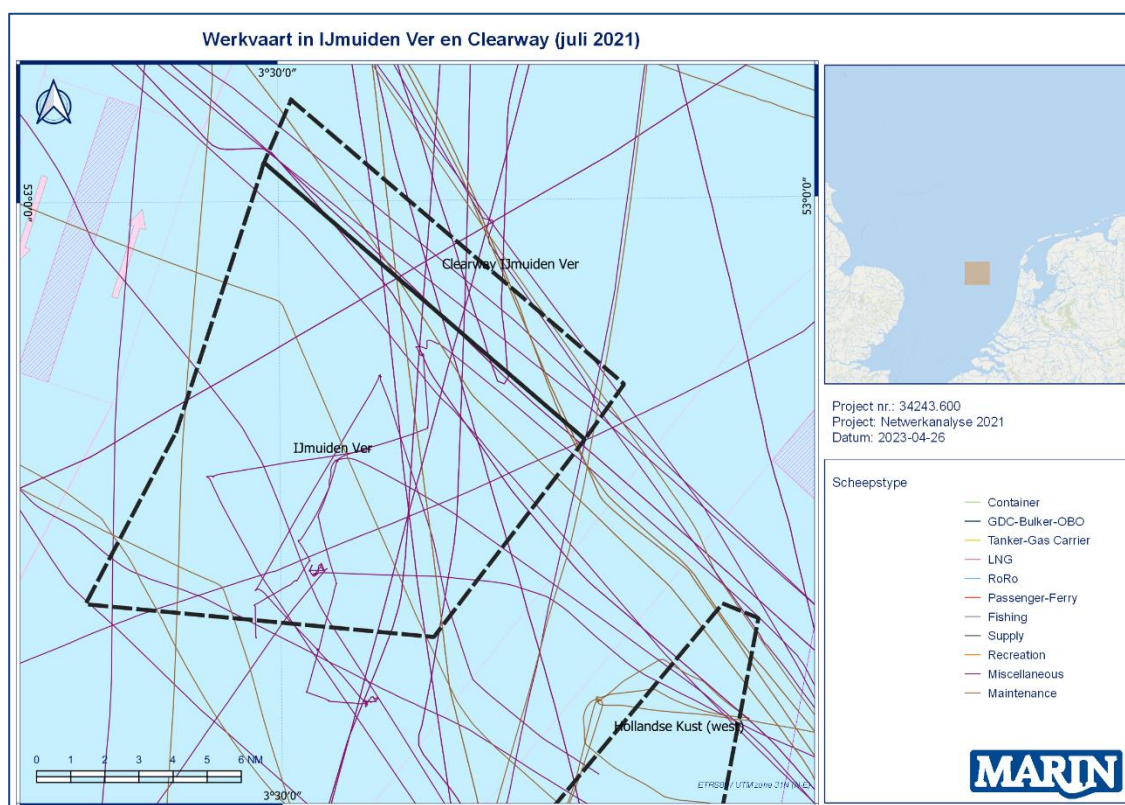 Werkvaart in IJmuiden Ver en Clearway (juli 2021)
3°30'0"
53°0'0"
53°0'0"
Clearway IJmuiden Ver
IJmuiden Ver
Hollandse Kust (west)
0 1 2 3 4 5 6 NM
3°30'0"
Project nr.: 34243.600
Project: Netwerkanalyse 2021
Datum: 2023-04-26
Scheepstype
Container
GDC-Bulker-OBO
Tanker-Gas Carrier
LNG
RoRo
Passenger-Ferry
Fishing
Supply
Recreation
Miscellaneous
Maintenance
MARIN